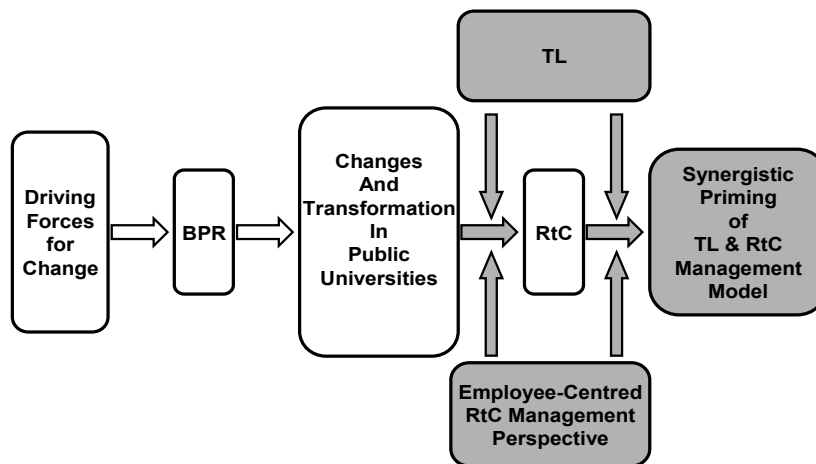 TL
Driving
Forces
for
Change
BPR
Changes
And
Transformation
In
Public
Universities
RtC
Synergistic
Priming
of
TL & RtC
Management
Model
Employee-Centred
RtC Management
Perspective